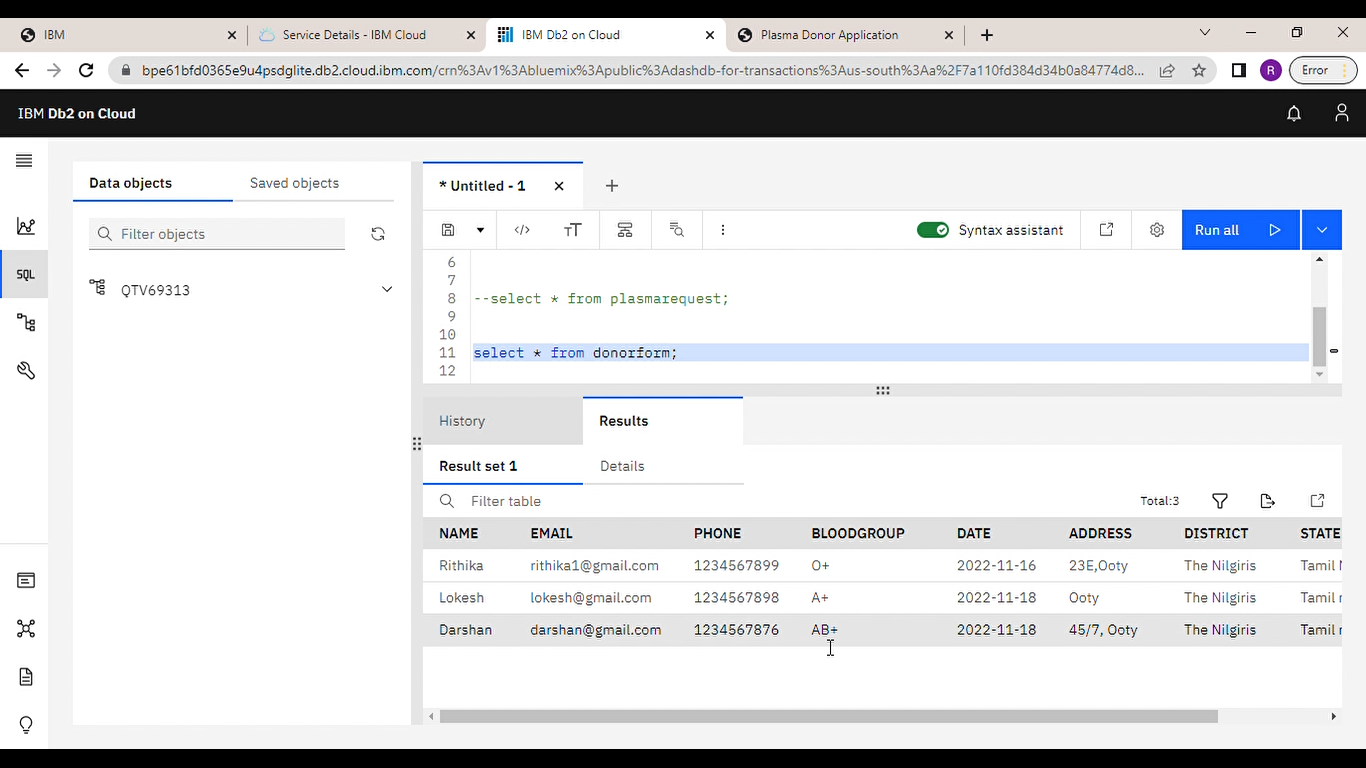 IBM
Service Details - IBM Cloud
IBM Db2 on Cloud
Plasma Donor Application
bpe61bfd0365e9u4psdglite.db2.cloud.ibm.com/crn%3Av1%3Abluemix%3Apublic%3Adashdb-for-transactions%3Aus-south%3Aa%2F7a110fd384d34b0a84774d8...
R
Error
IBM Db2 on Cloud
Data objects
Saved objects
Filter objects
SQL
QTV69313
* Untitled - 1
</>
TT
Syntax assistant
Run all
6
7
8 --select * from plasmarequest;
9
10
11 select * from donorform;
12
History
Results
Result set 1
Details
Filter table
Total:3
NAME EMAIL PHONE BLOODGROUP DATE ADDRESS DISTRICT STATE
Rithika rithika1@gmail.com 1234567899 O+ 2022-11-16 23E,Ooty The Nilgiris Tamil
Lokesh lokesh@gmail.com 1234567898 A+ 2022-11-18 Ooty The Nilgiris Tamil
Darshan darshan@gmail.com 1234567876 AB+ 2022-11-18 45/7, Ooty The Nilgiris Tamil